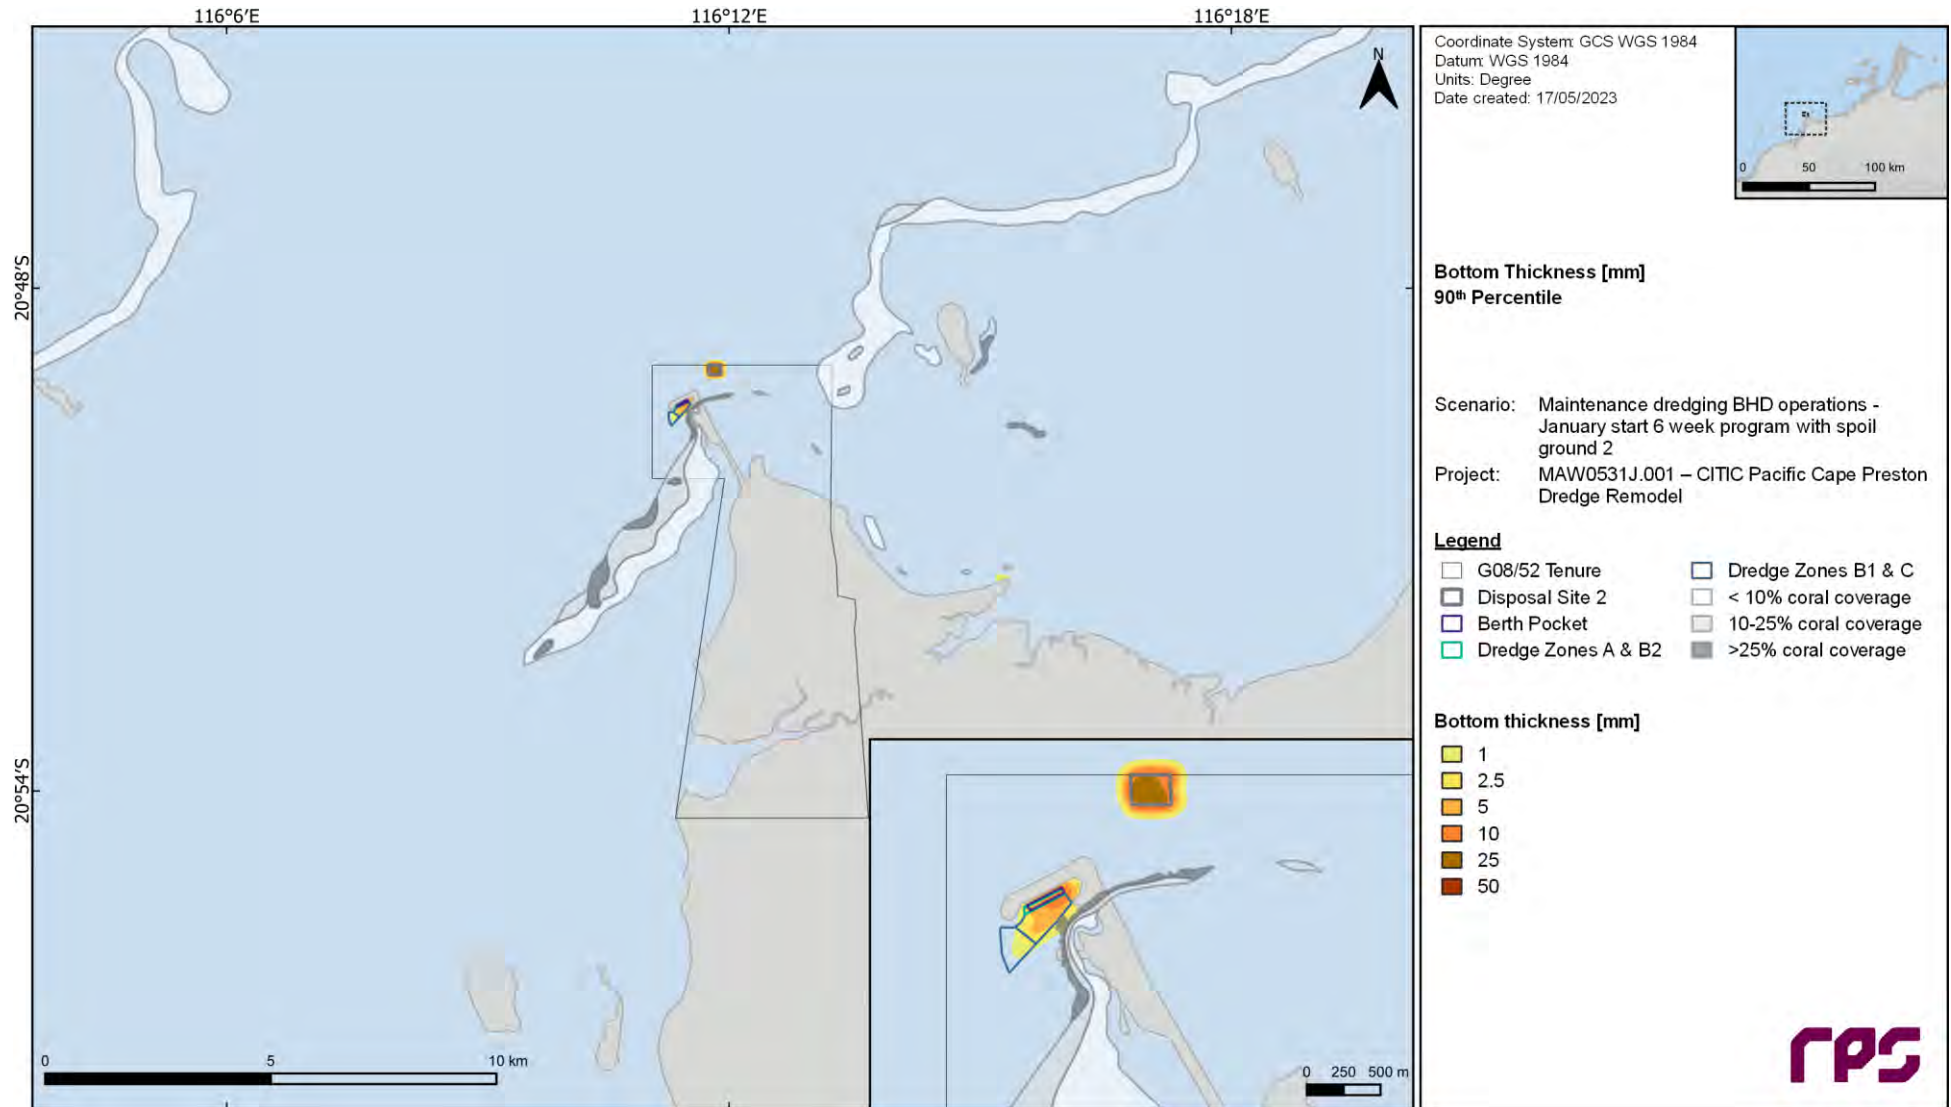 116°6'E
116°12'E
116°18'E
20°48'S
20°54'S
N
0 5 10 km
0 250 500 m
Coordinate System: GCS WGS 1984
Datum: WGS 1984
Units: Degree
Date created: 17/05/2023
0 50 100 km
Bottom Thickness [mm]
90th Percentile
Scenario: Maintenance dredging BHD operations -
January start 6 week program with spoil
ground 2
Project: MAW0531J.001 – CITIC Pacific Cape Preston
Dredge Remodel
Legend
G08/52 Tenure
Disposal Site 2
Berth Pocket
Dredge Zones A & B2
Dredge Zones B1 & C
< 10% coral coverage
10-25% coral coverage
>25% coral coverage
Bottom thickness [mm]
1
2.5
5
10
25
50
rps